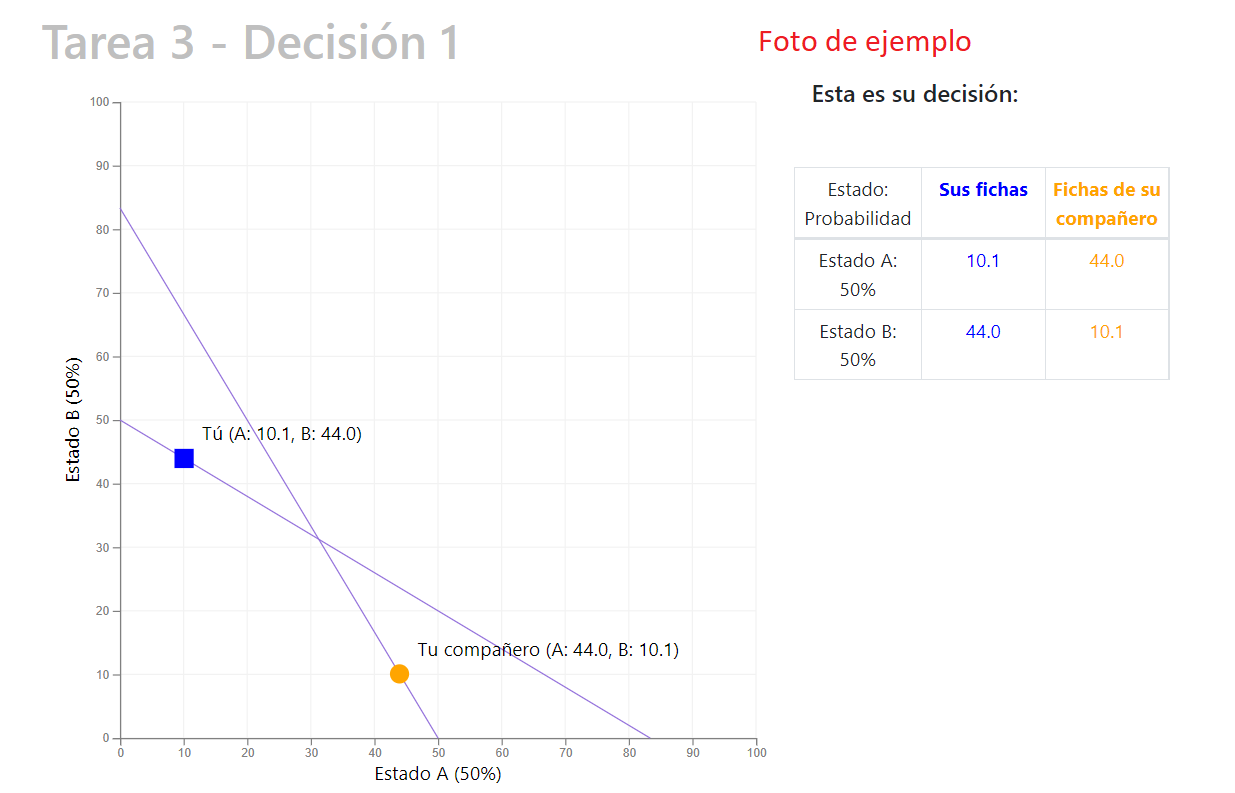 Tarea 3 - Decisión 1
Foto de ejemplo
Esta es su decisión:
Estado: Probabilidad
Sus fichas
Fichas de su compañero
Estado A: 50%
10.1
44.0
Estado B: 50%
44.0
10.1
100
90
80
70
60
50
40
30
20
10
0
Estado B (50%)
Tú (A: 10.1, B: 44.0)
Tu compañero (A: 44.0, B: 10.1)
0 10 20 30 40 50 60 70 80 90 100
Estado A (50%)